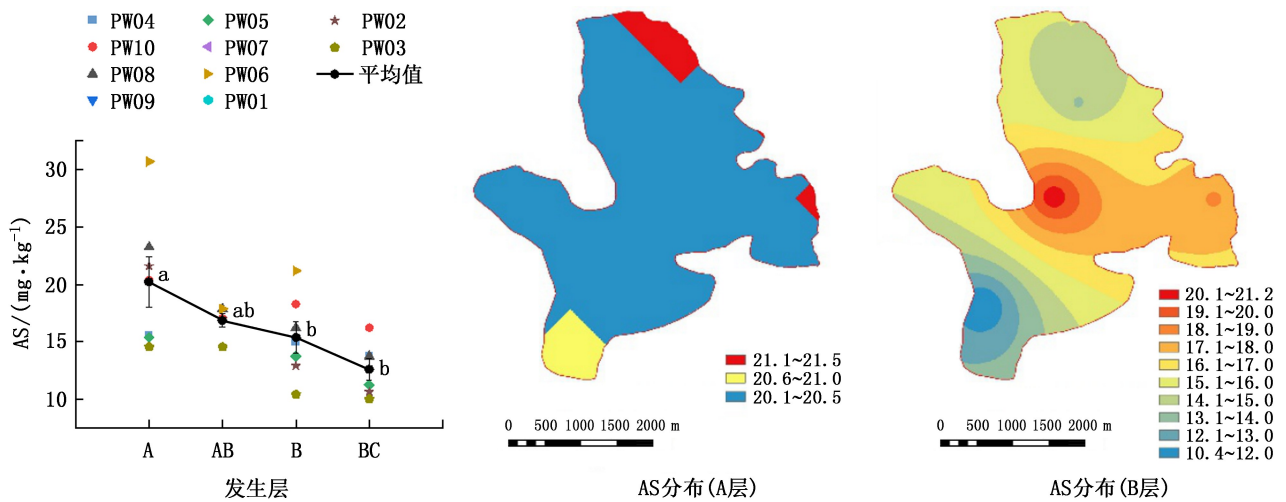 PW04 PW05 PW02
PW10 PW07 PW03
PW08 PW06 平均值
PW09 PW01
AS/(mg·kg⁻¹)
30
25
20
15
10
a
ab
b
b
A AB B BC
发生层
21.1~21.5
20.6~21.0
20.1~20.5
0 500 1000 1500 2000 m
AS分布(A层)
20.1~21.2
19.1~20.0
18.1~19.0
17.1~18.0
16.1~17.0
15.1~16.0
14.1~15.0
13.1~14.0
12.1~13.0
10.4~12.0
0 500 1000 1500 2000 m
AS分布(B层)